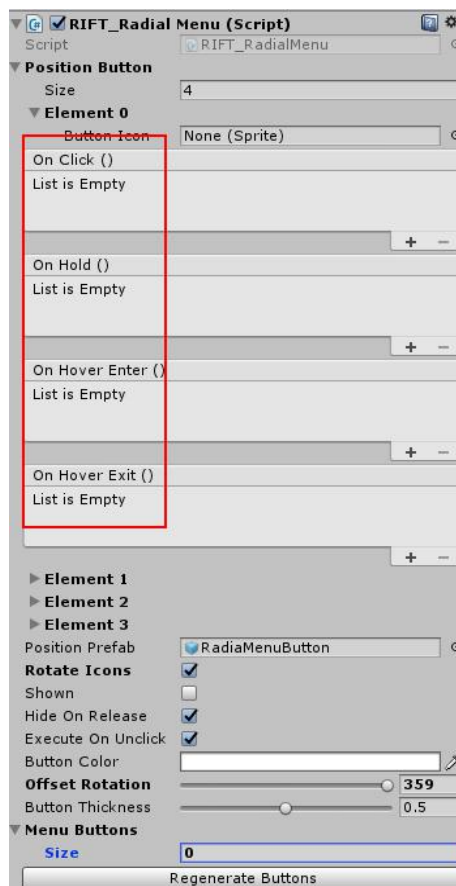 RIFT_Radial Menu (Script)
Script RIFT_RadialMenu
Position Button
Size 4
Element 0
Button Icon None (Sprite)
On Click ()
List is Empty
+ −
On Hold ()
List is Empty
+ −
On Hover Enter ()
List is Empty
+ −
On Hover Exit ()
List is Empty
+ −
Element 1
Element 2
Element 3
Position Prefab RadiaMenuButton
Rotate Icons
Shown
Hide On Release
Execute On Unclick
Button Color
Offset Rotation 359
Button Thickness 0.5
Menu Buttons
Size 0
Regenerate Buttons